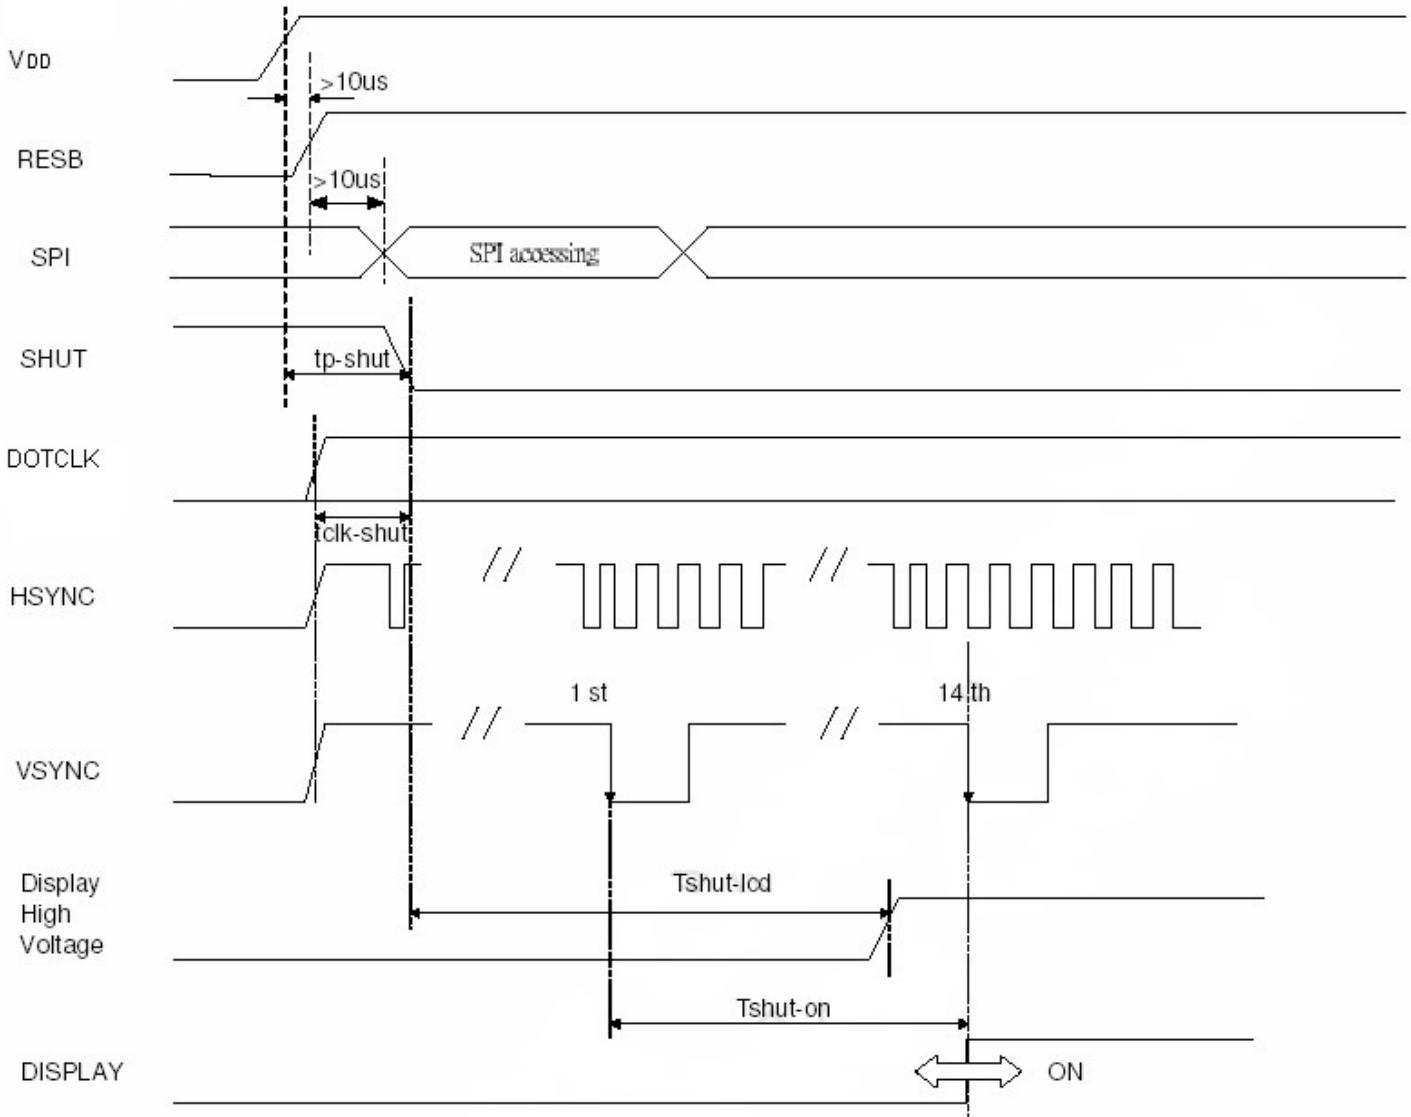 VDD
>10us
RESB
>10us
SPI
SPI accessing
SHUT
tp-shut
DOTCLK
tclk-shut
HSYNC
1 st
14 th
VSYNC
Display
High
Voltage
Tshut-lcd
Tshut-on
DISPLAY
ON